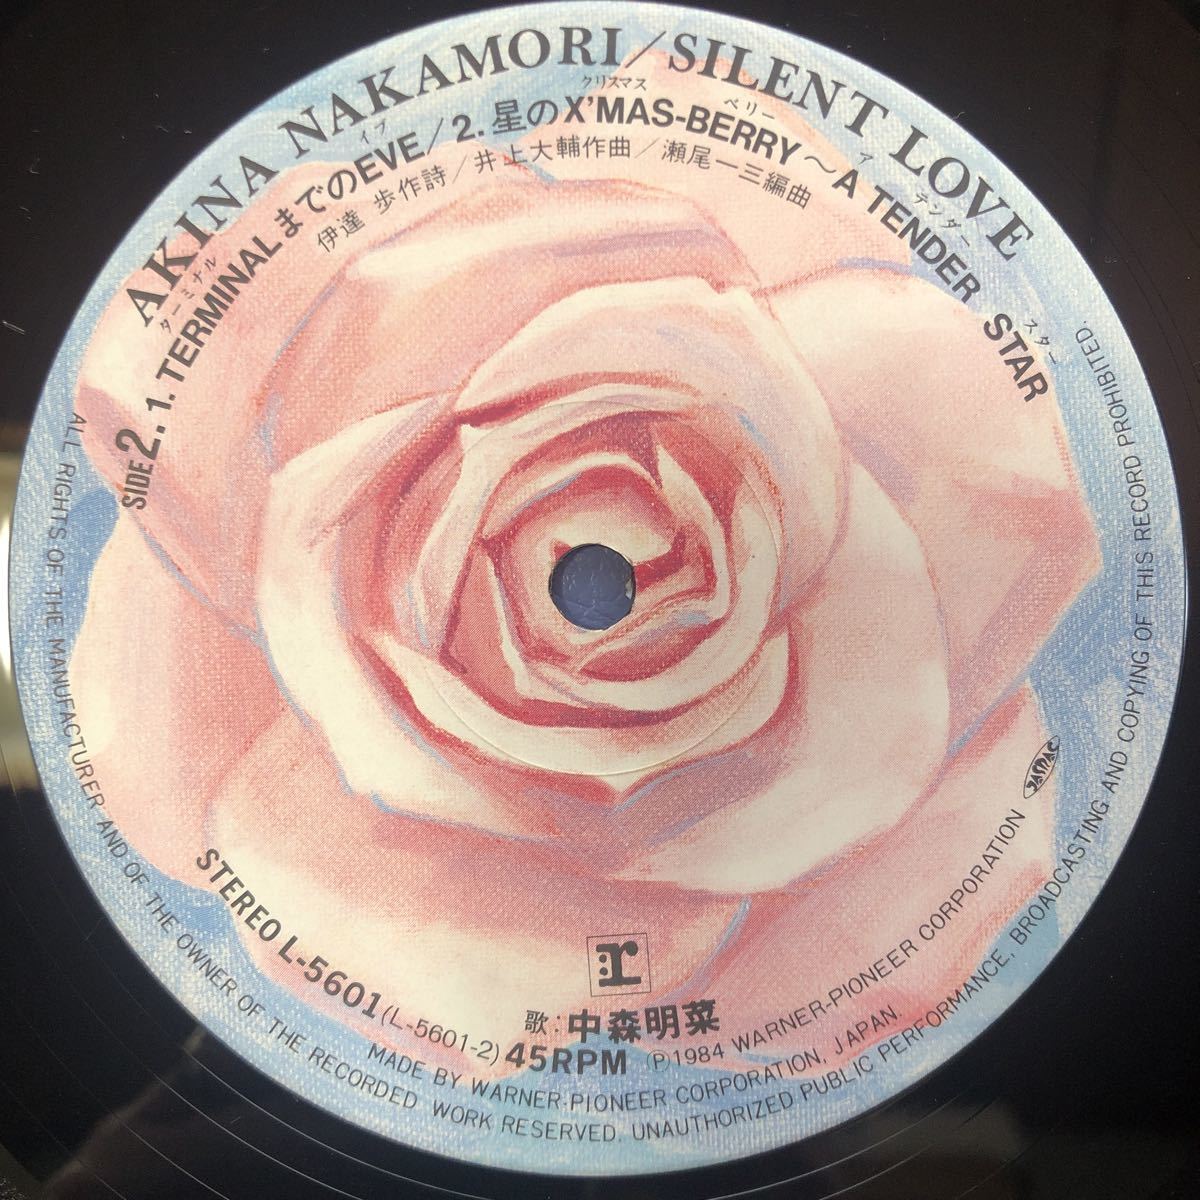 AKINA NAKAMORI/SILENT LOVE
ターミナル イブ クリスマス ベリー ア テンダー スター
SIDE 2. 1. TERMINALまでのEVE/2. 星のX'MAS-BERRY〜A TENDER STAR
伊達 歩作詩/井上大輔作曲/瀬尾一三編曲
r
歌:中森明菜
STEREO L-5601(L-5601-2) 45RPM Ⓟ1984 WARNER-PIONEER CORPORATION JASRAC
MADE BY WARNER-PIONEER CORPORATION, JAPAN.
ALL RIGHTS OF THE MANUFACTURER AND OF THE OWNER OF THE RECORDED WORK RESERVED. UNAUTHORIZED PUBLIC PERFORMANCE, BROADCASTING AND COPYING OF THIS RECORD PROHIBITED.